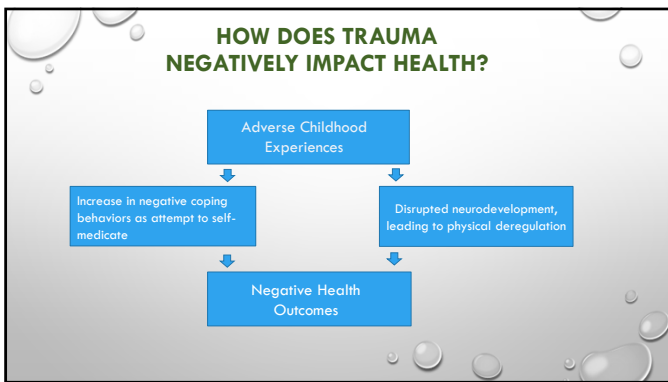 HOW DOES TRAUMA
NEGATIVELY IMPACT HEALTH?
Adverse Childhood
Experiences
Increase in negative coping
behaviors as attempt to self-
medicate
Disrupted neurodevelopment,
leading to physical deregulation
Negative Health
Outcomes